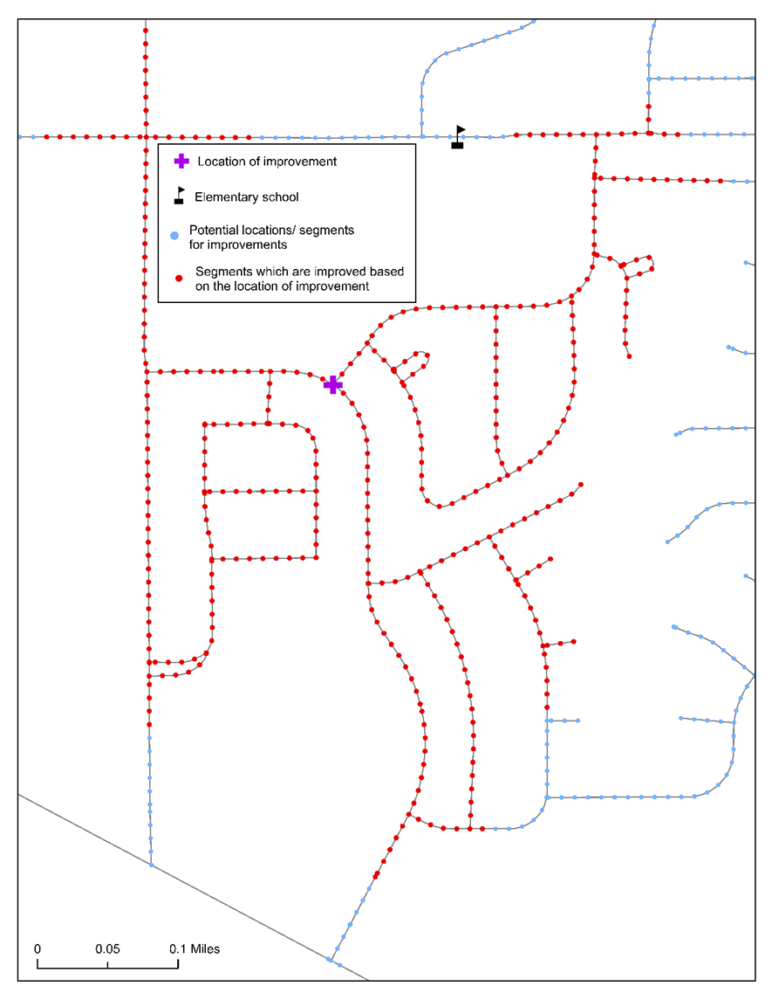 Location of improvement
Elementary school
Potential locations/ segments
for improvements
Segments which are improved based
on the location of improvement
0 0.05 0.1 Miles